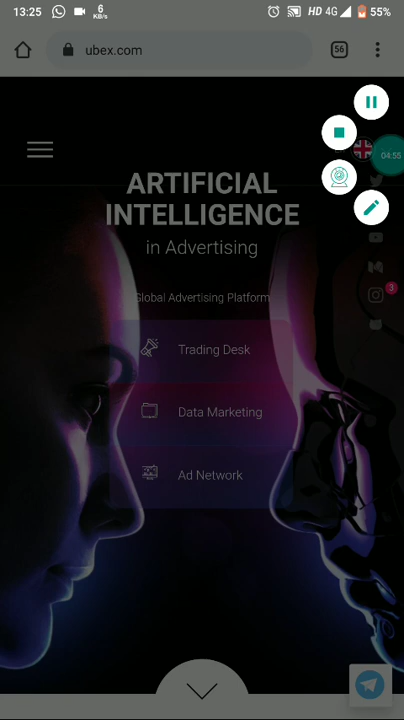 13:25
6
KB/s
HD 4G
55%
ubex.com
56
04:55
ARTIFICIAL
INTELLIGENCE
in Advertising
Global Advertising Platform
3
Trading Desk
Data Marketing
Ad Network